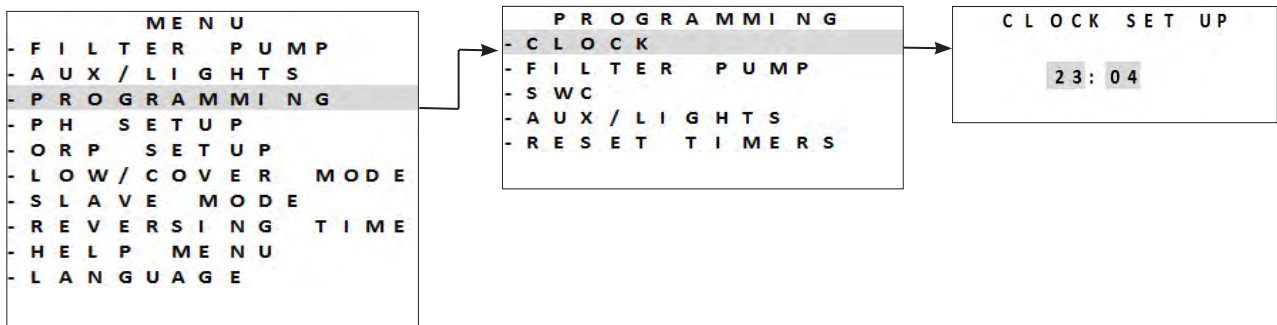 MENU
- FILTER PUMP
- AUX/LIGHTS
- PROGRAMMING
- PH SETUP
- ORP SETUP
- LOW/COVER MODE
- SLAVE MODE
- REVERSING TIME
- HELP MENU
- LANGUAGE
PROGRAMMING
- CLOCK
- FILTER PUMP
- SWC
- AUX/LIGHTS
- RESET TIMERS
CLOCK SET UP
23:04